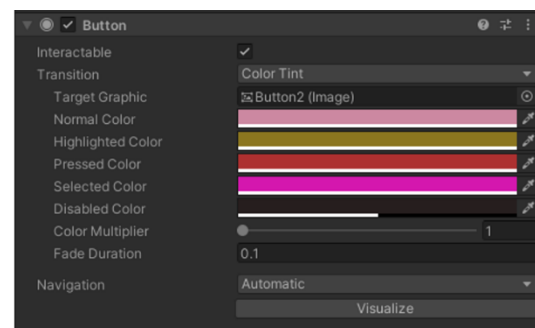 Button
Interactable
Transition Color Tint
Target Graphic Button2 (Image)
Normal Color
Highlighted Color
Pressed Color
Selected Color
Disabled Color
Color Multiplier 1
Fade Duration 0.1
Navigation Automatic
Visualize